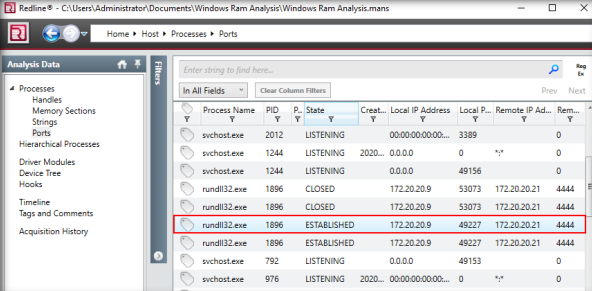 Redline® - C:\Users\Administrator\Documents\Windows Ram Analysis\Windows Ram Analysis.mans
R
Home Host Processes Ports
Analysis Data
Filters
Enter string to find here...
Reg Ex
In All Fields Clear Column Filters Prev Next
Processes
Handles
Memory Sections
Strings
Ports
Hierarchical Processes
Driver Modules
Device Tree
Hooks
Timeline
Tags and Comments
Acquisition History
Process Name PID P... State Creat... Local IP Address Local P... Remote IP Ad... Rem...
svchost.exe 2012 LISTENING 00:00:00:00:00:... 3389 0
svchost.exe 1244 LISTENING 2020... 0.0.0.0 0 *:* 0
svchost.exe 1244 LISTENING 0.0.0.0 49156 0
rundll32.exe 1896 CLOSED 172.20.20.9 53073 172.20.20.21 4444
rundll32.exe 1896 CLOSED 172.20.20.9 53073 172.20.20.21 4444
rundll32.exe 1896 ESTABLISHED 172.20.20.9 49227 172.20.20.21 4444
rundll32.exe 1896 ESTABLISHED 172.20.20.9 49227 172.20.20.21 4444
svchost.exe 792 LISTENING 0.0.0.0 49153 0
svchost.exe 976 LISTENING 2020... 00:00:00:00:00:... 0 *:* 0